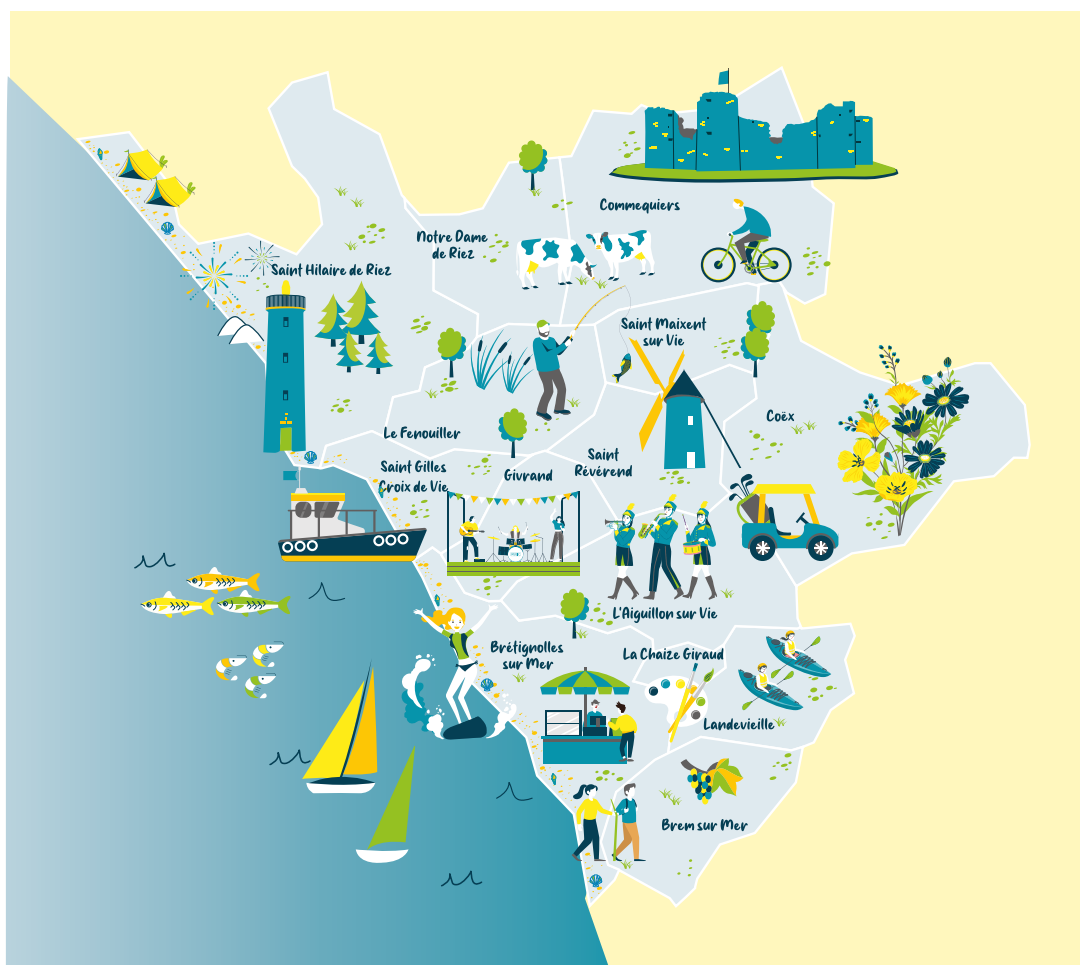 Commequiers
Notre Dame
de Riez
Saint Hilaire de Riez
Saint Maixent
sur Vie
Coëx
Le Fenouiller
Saint Gilles
Croix de Vie
Givrand
Saint
Révérend
L'Aiguillon sur Vie
Brétignolles
sur Mer
La Chaize Giraud
Landevieille
Brem sur Mer